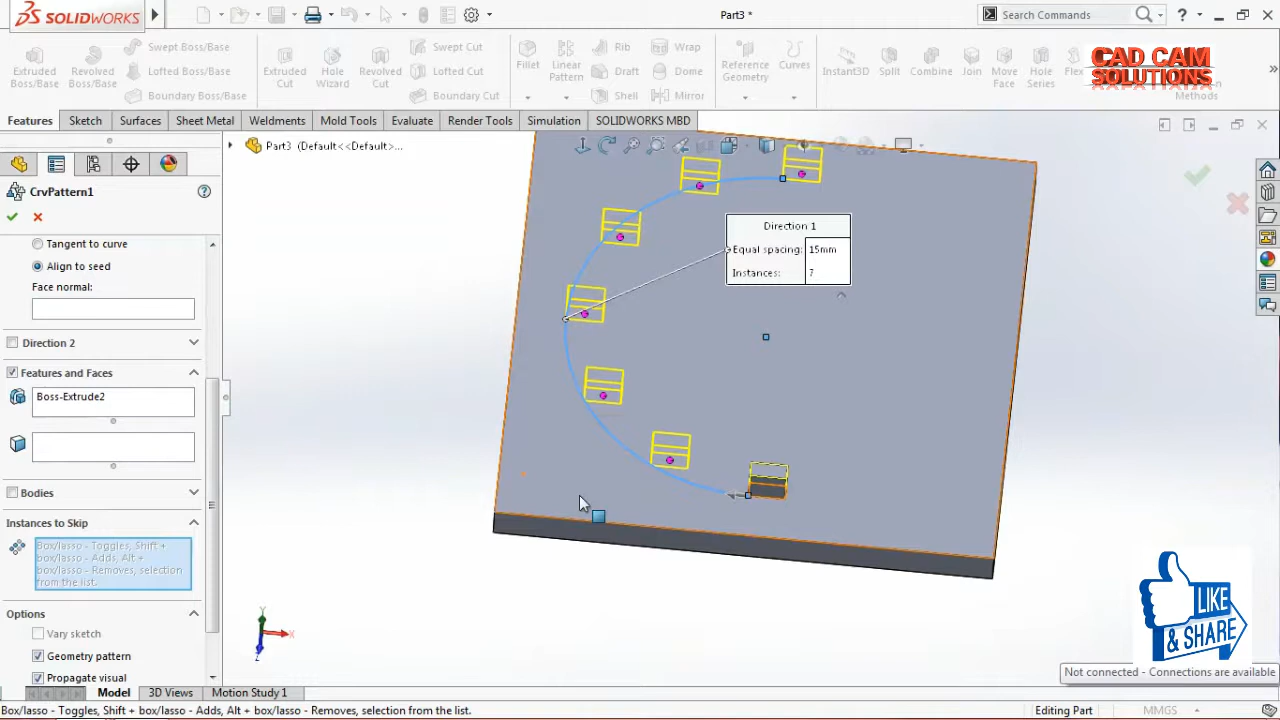 SOLIDWORKS
Part3 *
Search Commands
?
Extruded
Boss/Base
Revolved
Boss/Base
Swept Boss/Base
Lofted Boss/Base
Boundary Boss/Base
Extruded
Cut
Hole
Wizard
Revolved
Cut
Swept Cut
Lofted Cut
Boundary Cut
Fillet
Linear
Pattern
Rib
Draft
Shell
Wrap
Dome
Mirror
Reference
Geometry
Curves
Instant3D
Split
Combine
Join
Move
Face
Hole
Series
Flex
Methods
CAD CAM
SOLUTIONS
Features
Sketch
Surfaces
Sheet Metal
Weldments
Mold Tools
Evaluate
Render Tools
Simulation
SOLIDWORKS MBD
Part3 (Default<<Default>...
CrvPattern1
?
Tangent to curve
Align to seed
Face normal:
Direction 2
Features and Faces
Boss-Extrude2
Bodies
Instances to Skip
Box/lasso - Toggles, Shift +
box/lasso - Adds, Alt +
box/lasso - Removes, selection
from the list.
Options
Vary sketch
Geometry pattern
Propagate visual
Direction 1
Equal spacing: 15mm
Instances: 7
Y
X
Z
LIKE
& SHARE
Not connected - Connections are available
Model
3D Views
Motion Study 1
Box/lasso - Toggles, Shift + box/lasso - Adds, Alt + box/lasso - Removes, selection from the list.
Editing Part
MMGS